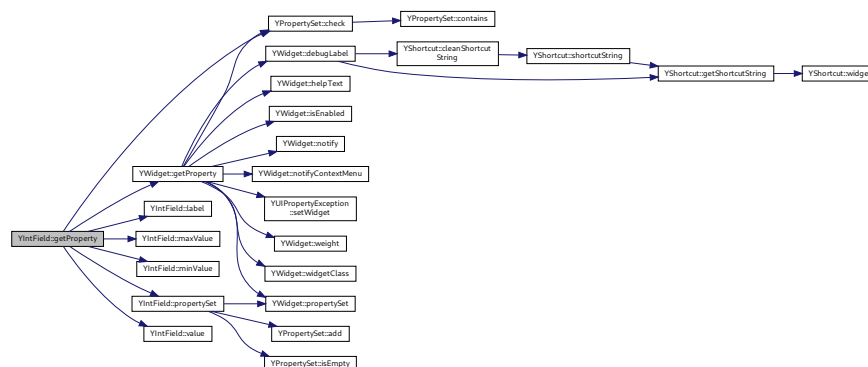 YPropertySet::check
YPropertySet::contains
YWidget::debugLabel
YShortcut::cleanShortcut
String
YShortcut::shortcutString
YShortcut::getShortcutString
YShortcut::widge
YWidget::helpText
YWidget::isEnabled
YWidget::notify
YWidget::getProperty
YWidget::notifyContextMenu
YUIPropertyException
::setWidget
YIntField::label
YIntField::getProperty
YIntField::maxValue
YWidget::weight
YIntField::minValue
YWidget::widgetClass
YIntField::propertySet
YWidget::propertySet
YIntField::value
YPropertySet::add
YPropertySet::isEmpty